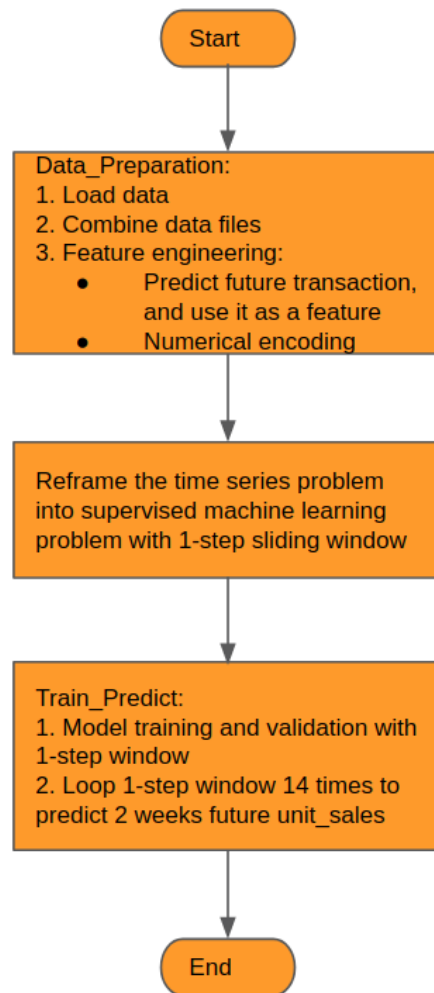 Start
Data_Preparation:
1. Load data
2. Combine data files
3. Feature engineering:
● Predict future transaction,
and use it as a feature
● Numerical encoding
Reframe the time series problem
into supervised machine learning
problem with 1-step sliding window
Train_Predict:
1. Model training and validation with
1-step window
2. Loop 1-step window 14 times to
predict 2 weeks future unit_sales
End